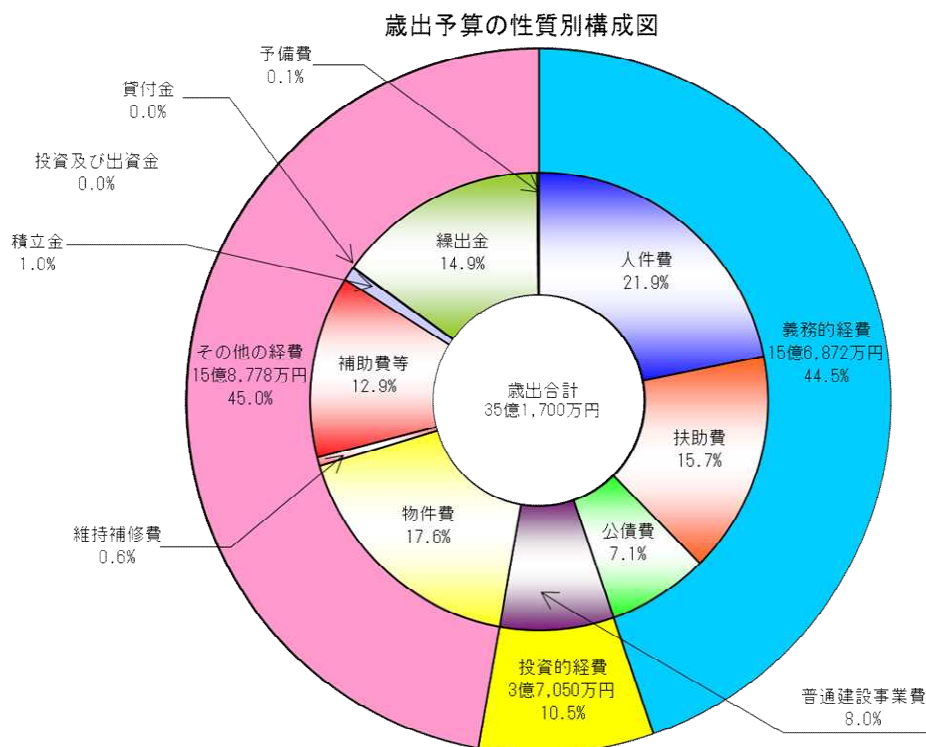 歳出予算の性質別構成図
予備費
0.1%
貸付金
0.0%
投資及び出資金
0.0%
積立金
1.0%
繰出金
14.9%
人件費
21.9%
義務的経費
15億6,872万円
44.5%
その他の経費
15億8,778万円
45.0%
補助費等
12.9%
歳出合計
35億1,700万円
扶助費
15.7%
維持補修費
0.6%
物件費
17.6%
公債費
7.1%
投資的経費
3億7,050万円
10.5%
普通建設事業費
8.0%